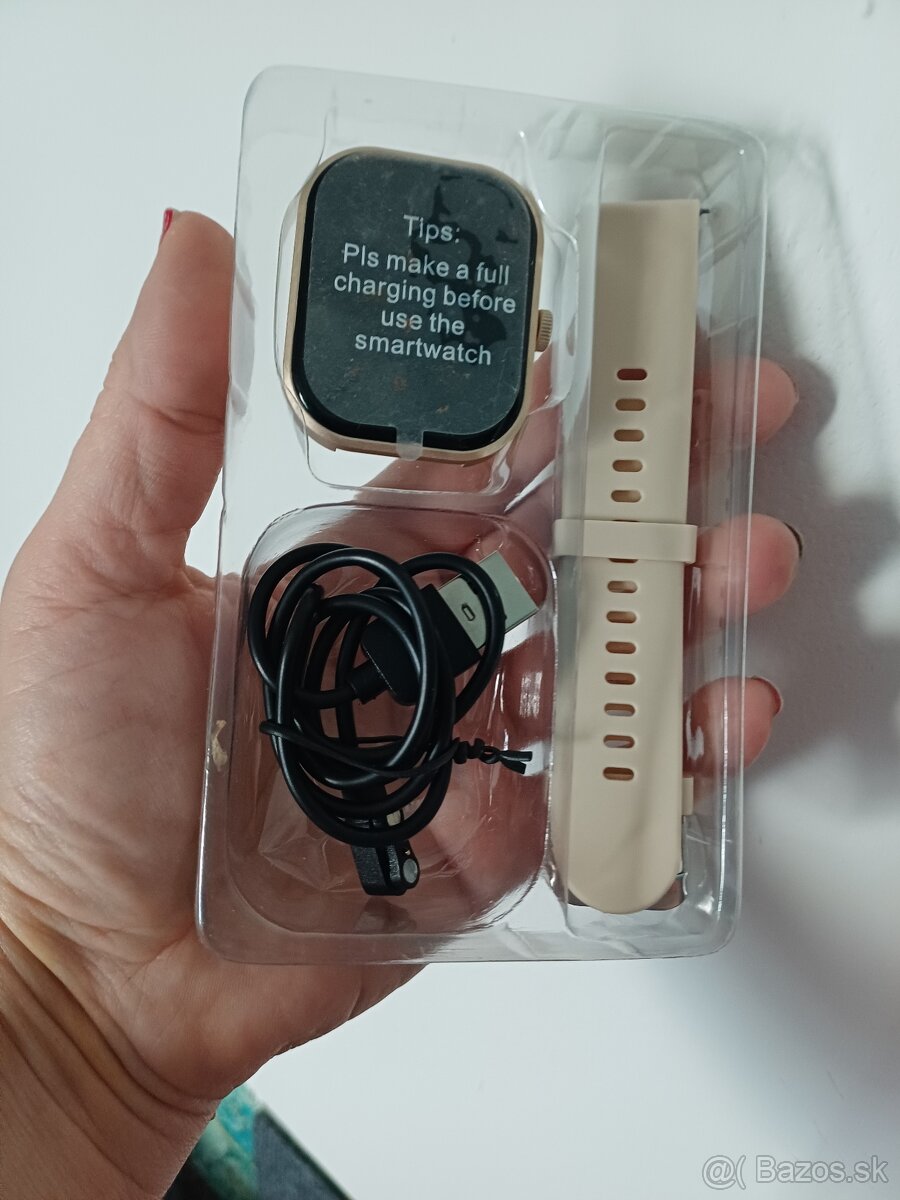 Tips:
Pls make a full
charging before
use the
smartwatch
@( Bazos.sk